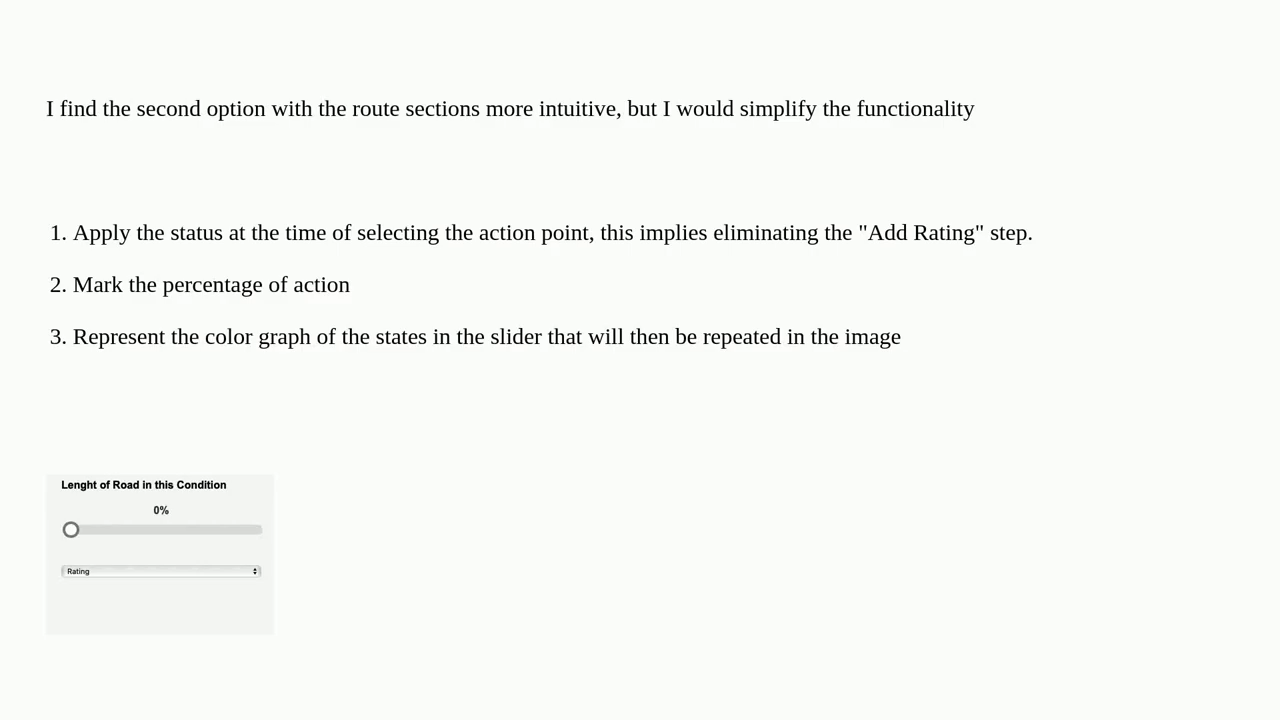 I find the second option with the route sections more intuitive, but I would simplify the functionality
1. Apply the status at the time of selecting the action point, this implies eliminating the "Add Rating" step.
2. Mark the percentage of action
3. Represent the color graph of the states in the slider that will then be repeated in the image
Lenght of Road in this Condition
0%
Rating